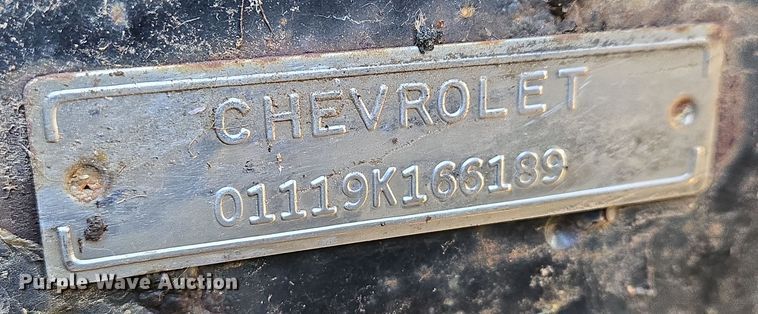 CHEVROLET
01119K166189
Purple Wave Auction